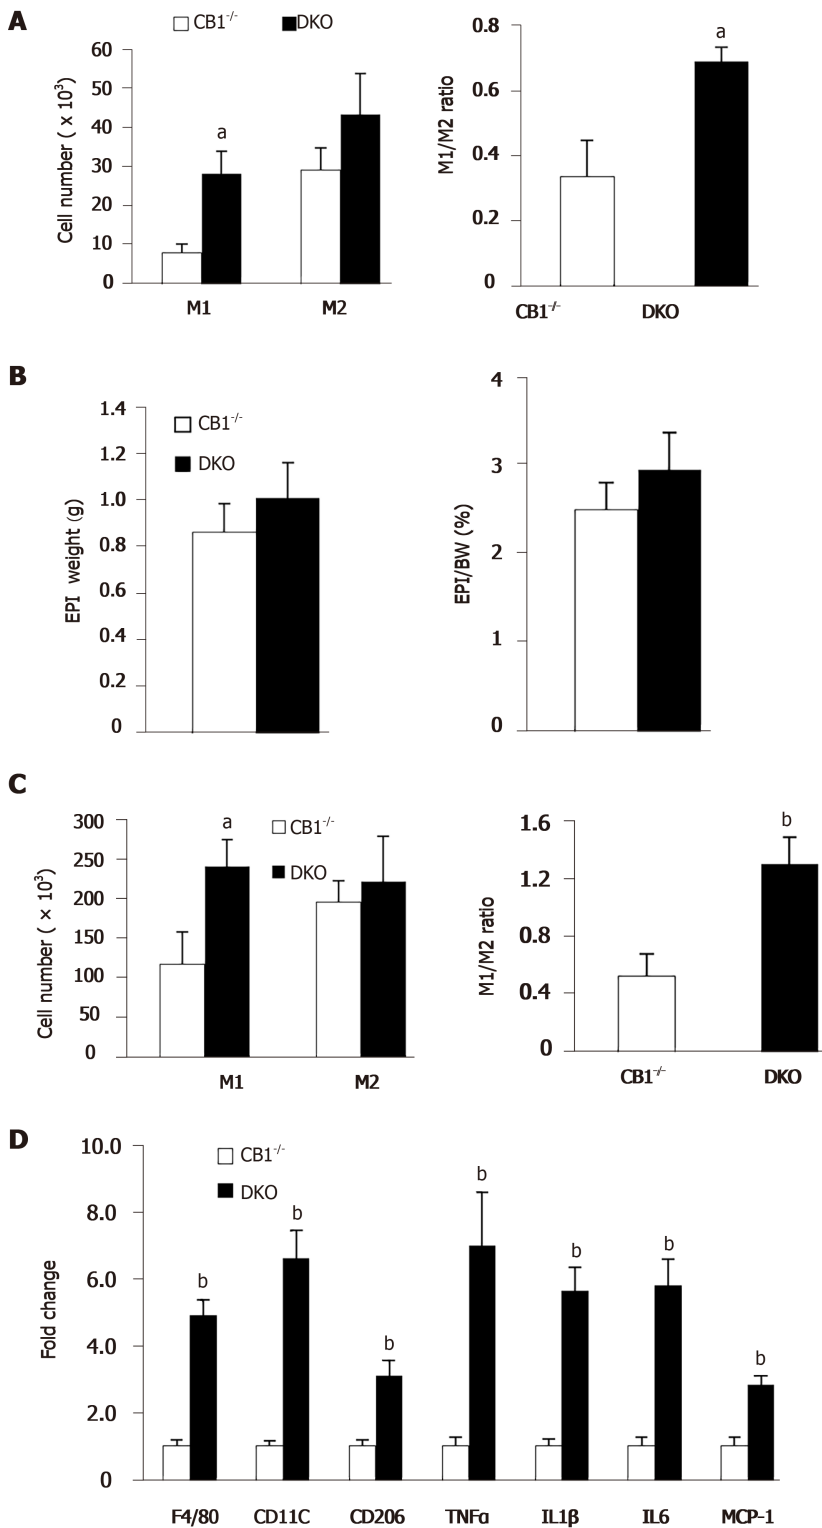 A
CB1-/- DKO
Cell number ( x 10³)
60
50
40
30
20
10
0
a
M1 M2
M1/M2 ratio
0.8
0.6
0.4
0.2
0
a
CB1-/- DKO
B
EPI weight (g)
1.4
1.2
1.0
0.8
0.6
0.4
0.2
0
CB1-/-
DKO
EPI/BW (%)
4
3
2
1
0
C
Cell number ( × 10³)
300
250
200
150
100
50
0
a
CB1-/-
DKO
M1 M2
M1/M2 ratio
1.6
1.2
0.8
0.4
0
b
CB1-/- DKO
D
Fold change
10.0
8.0
6.0
4.0
2.0
0
CB1-/-
DKO
b b b b b b b
F4/80 CD11C CD206 TNFα IL1β IL6 MCP-1